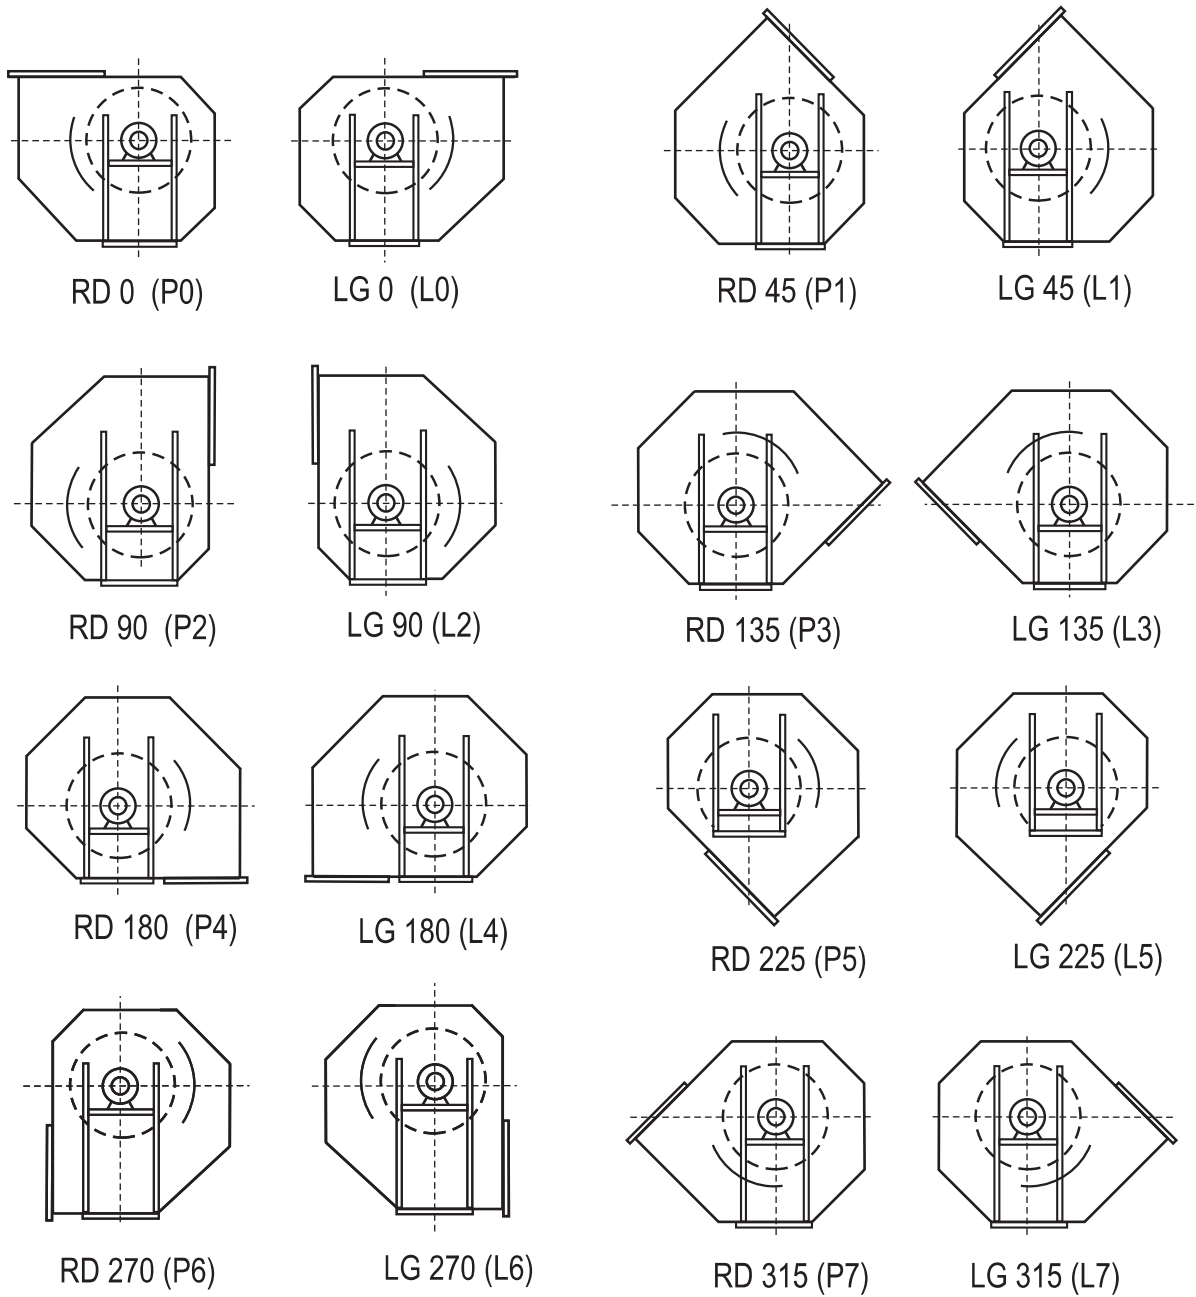 RD 0 (P0)
LG 0 (L0)
RD 45 (P1)
LG 45 (L1)
RD 90 (P2)
LG 90 (L2)
RD 135 (P3)
LG 135 (L3)
RD 180 (P4)
LG 180 (L4)
RD 225 (P5)
LG 225 (L5)
RD 270 (P6)
LG 270 (L6)
RD 315 (P7)
LG 315 (L7)